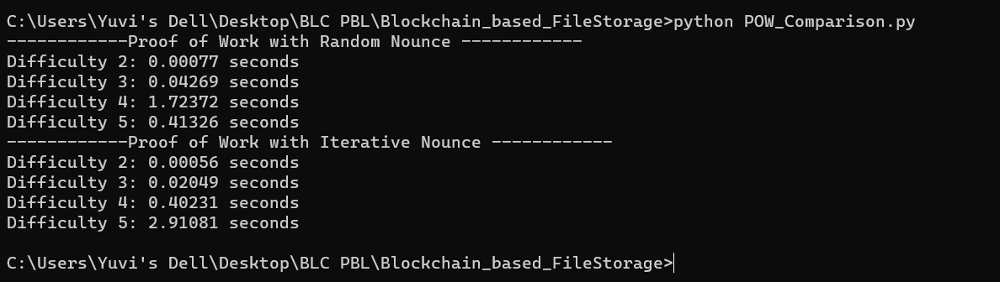 C:\Users\Yuvi's Dell\Desktop\BLC PBL\Blockchain_based_FileStorage>python POW_Comparison.py
------------Proof of Work with Random Nounce ------------
Difficulty 2: 0.00077 seconds
Difficulty 3: 0.04269 seconds
Difficulty 4: 1.72372 seconds
Difficulty 5: 0.41326 seconds
------------Proof of Work with Iterative Nounce ------------
Difficulty 2: 0.00056 seconds
Difficulty 3: 0.02049 seconds
Difficulty 4: 0.40231 seconds
Difficulty 5: 2.91081 seconds
C:\Users\Yuvi's Dell\Desktop\BLC PBL\Blockchain_based_FileStorage>